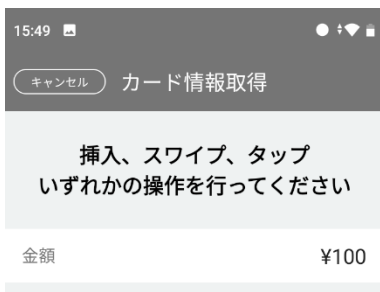 15:49
キャンセル カード情報取得
挿入、スワイプ、タップ
いずれかの操作を行ってください
金額 ¥100